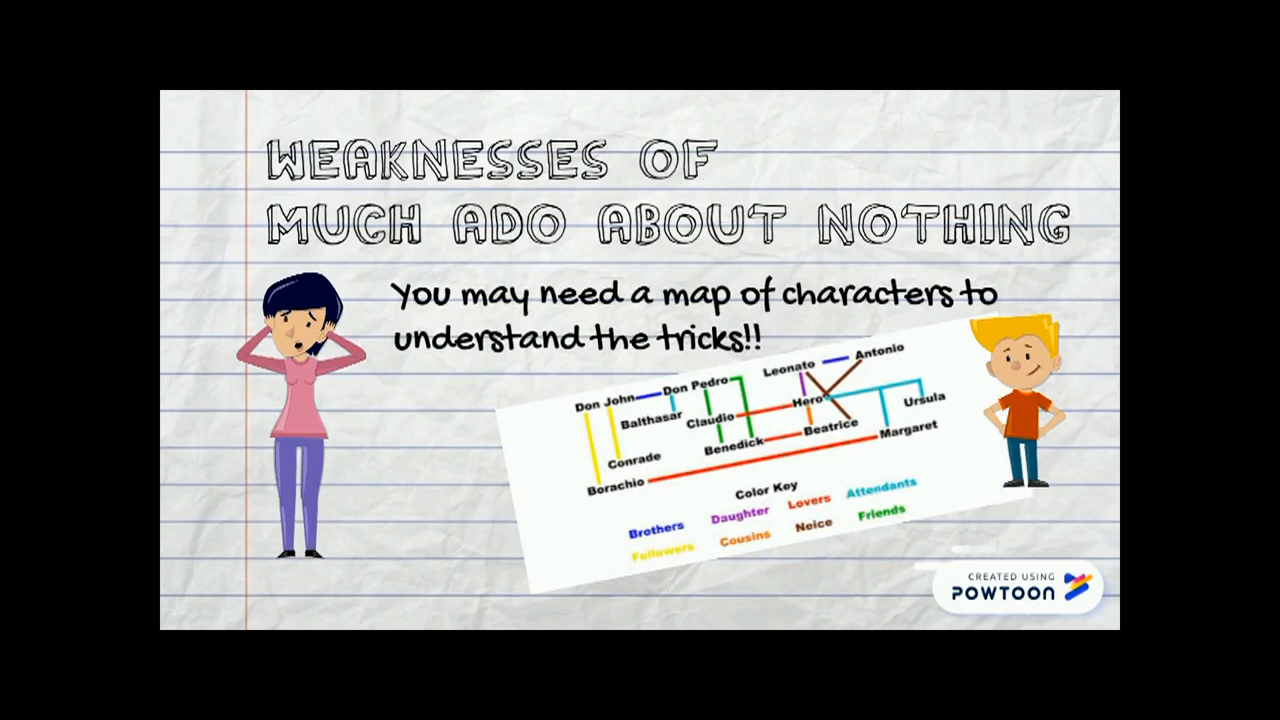 WEAKNESSES OF
MUCH ADO ABOUT NOTHING
You may need a map of characters to
understand the tricks!!
Leonato Antonio
Don John Don Pedro
Balthasar Claudio Hero Ursula
Benedick Beatrice Margaret
Conrade
Borachio
Color Key
Brothers Daughter Lovers Attendants
Followers Cousins Neice Friends
CREATED USING
POWTOON